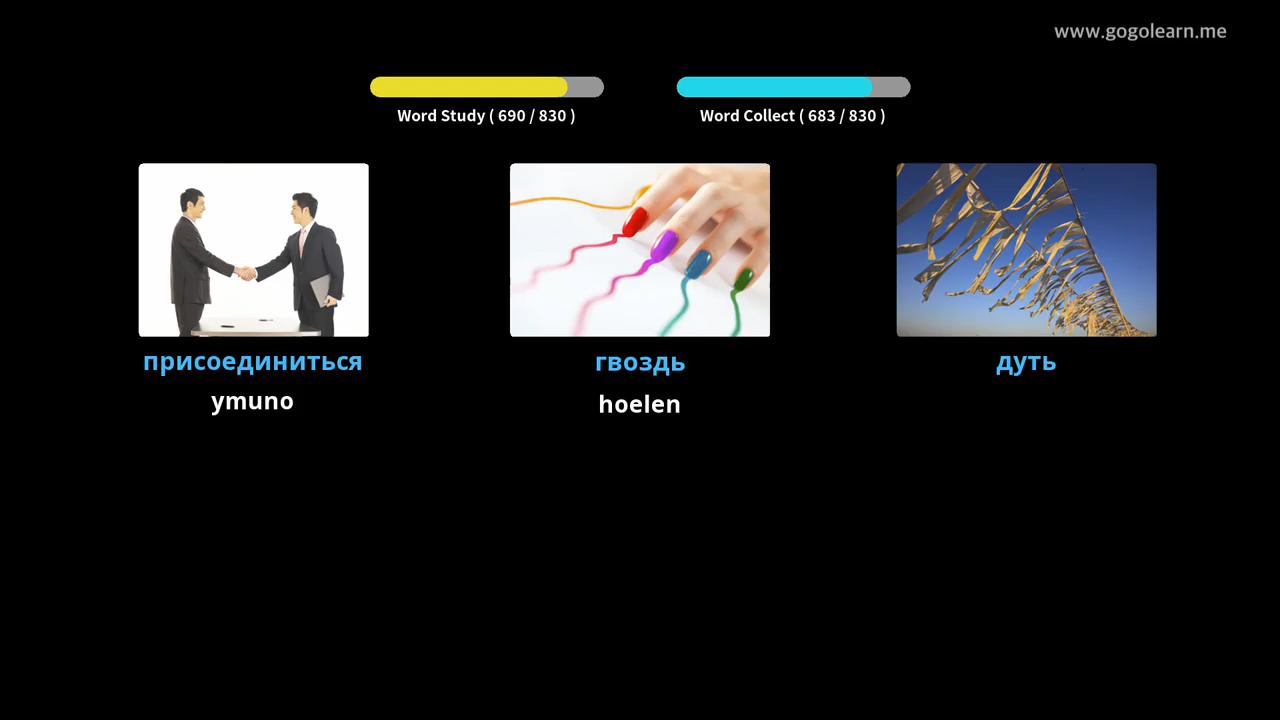 www.gogolearn.me
Word Study ( 690 / 830 )
Word Collect ( 683 / 830 )
присоединиться
гвоздь
дуть
ymuno
hoelen